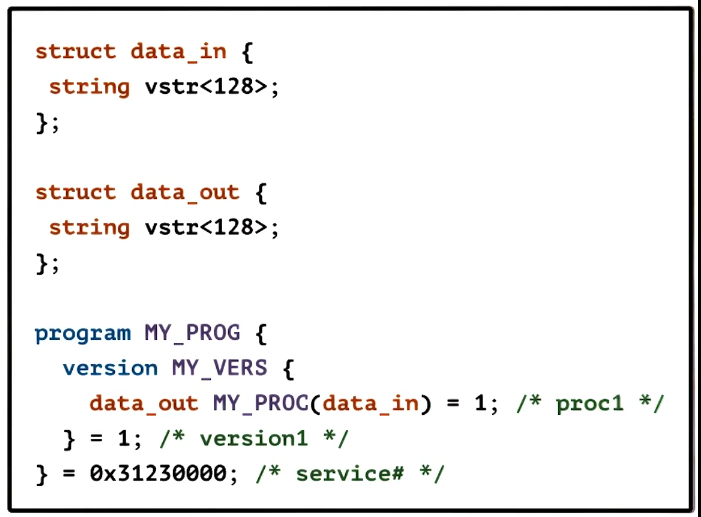 struct data_in {
 string vstr<128>;
};

struct data_out {
 string vstr<128>;
};

program MY_PROG {
  version MY_VERS {
    data_out MY_PROC(data_in) = 1; /* proc1 */
  } = 1; /* version1 */
} = 0x31230000; /* service# */